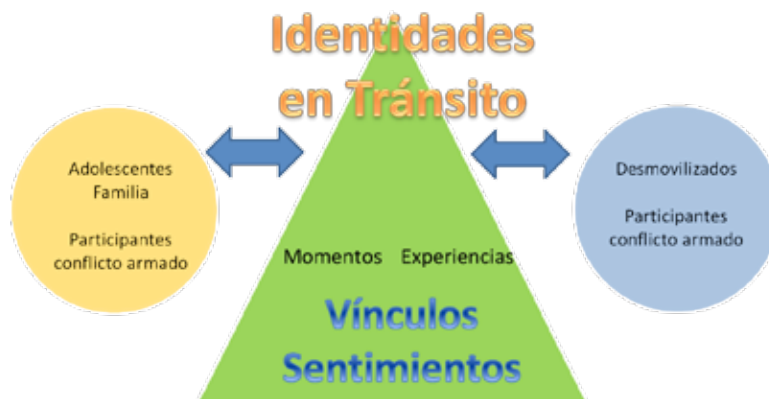 Identidades
en Tránsito
Adolescentes
Familia
Participantes
conflicto armado
Momentos Experiencias
Vínculos
Sentimientos
Desmovilizados
Participantes
conflicto armado